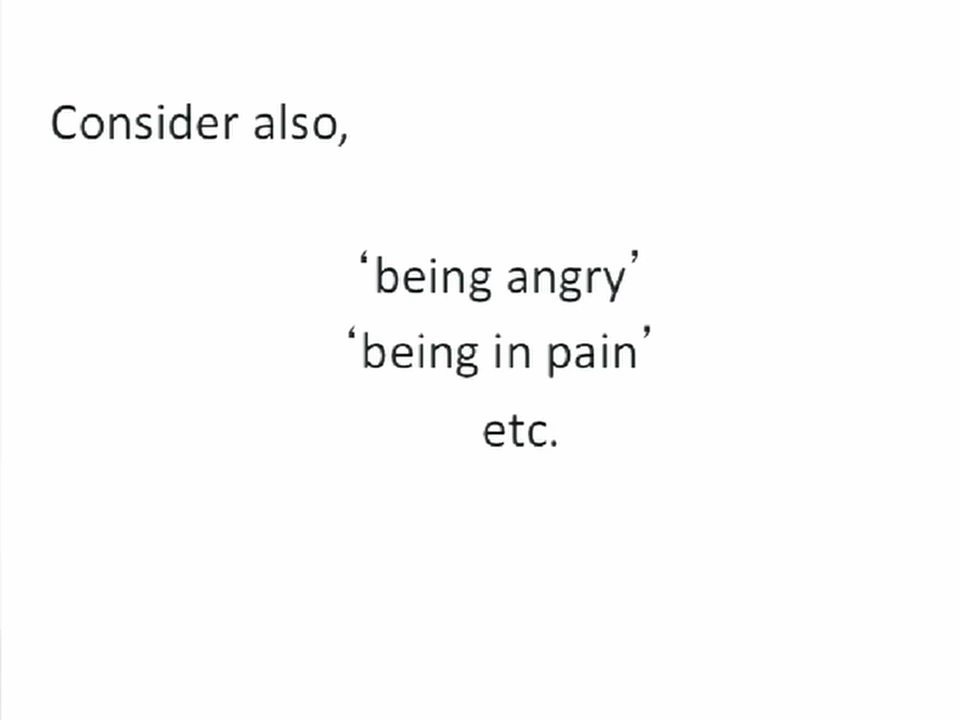 Consider also,
‘being angry’
‘being in pain’
etc.